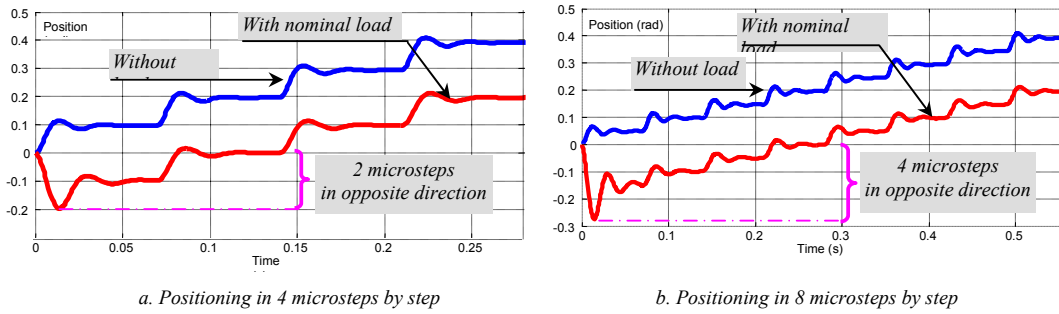 Position
With nominal load
Without
2 microsteps
in opposite direction
0.5
0.4
0.3
0.2
0.1
0
-0.1
-0.2
0
0.05
0.1
0.15
0.2
0.25
Time
a. Positioning in 4 microsteps by step
Position (rad)
With nominal
load
Without load
4 microsteps
in opposite direction
0.5
0.4
0.3
0.2
0.1
0
-0.1
-0.2
-0.3
0
0.1
0.2
0.3
0.4
0.5
Time (s)
b. Positioning in 8 microsteps by step